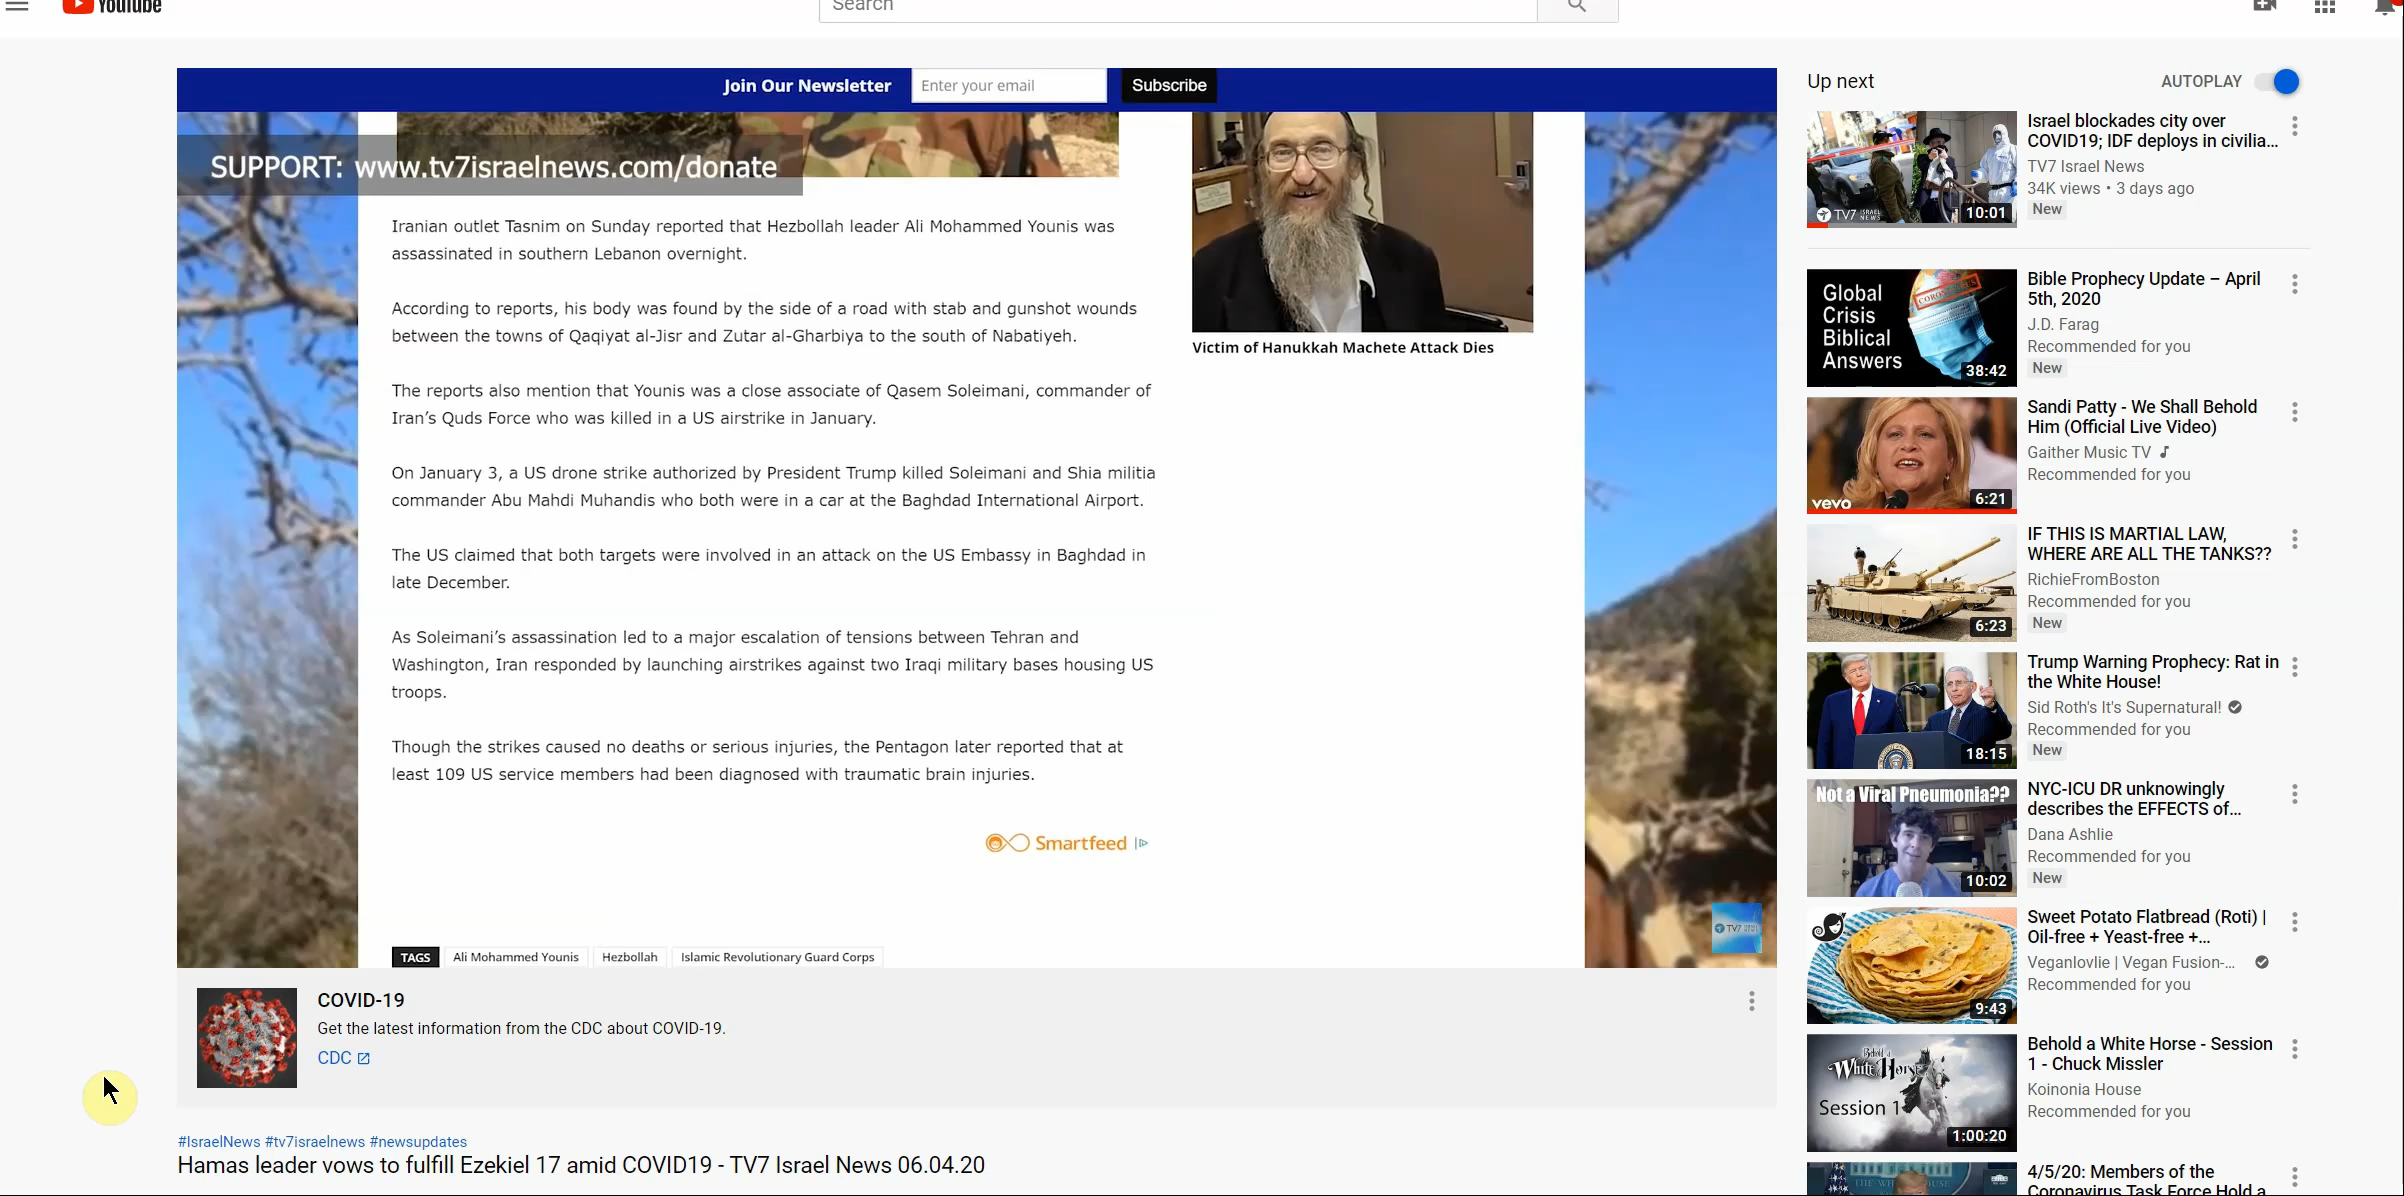 YouTube
Search
Join Our Newsletter
Enter your email
Subscribe
SUPPORT: www.tv7israelnews.com/donate
Iranian outlet Tasnim on Sunday reported that Hezbollah leader Ali Mohammed Younis was
assassinated in southern Lebanon overnight.
According to reports, his body was found by the side of a road with stab and gunshot wounds
between the towns of Qaqiyat al-Jisr and Zutar al-Gharbiya to the south of Nabatiyeh.
The reports also mention that Younis was a close associate of Qasem Soleimani, commander of
Iran’s Quds Force who was killed in a US airstrike in January.
On January 3, a US drone strike authorized by President Trump killed Soleimani and Shia militia
commander Abu Mahdi Muhandis who both were in a car at the Baghdad International Airport.
The US claimed that both targets were involved in an attack on the US Embassy in Baghdad in
late December.
As Soleimani’s assassination led to a major escalation of tensions between Tehran and
Washington, Iran responded by launching airstrikes against two Iraqi military bases housing US
troops.
Though the strikes caused no deaths or serious injuries, the Pentagon later reported that at
least 109 US service members had been diagnosed with traumatic brain injuries.
Smartfeed
TAGS Ali Mohammed Younis Hezbollah Islamic Revolutionary Guard Corps
Victim of Hanukkah Machete Attack Dies
TV7
COVID-19
Get the latest information from the CDC about COVID-19.
CDC
#IsraelNews #tv7israelnews #newsupdates
Hamas leader vows to fulfill Ezekiel 17 amid COVID19 - TV7 Israel News 06.04.20
Up next
AUTOPLAY
TV7 ISRAEL NEWS
10:01
Israel blockades city over
COVID19; IDF deploys in civilia...
TV7 Israel News
34K views • 3 days ago
New
Global
Crisis
Biblical
Answers
38:42
Bible Prophecy Update – April
5th, 2020
J.D. Farag
Recommended for you
New
vevo
6:21
Sandi Patty - We Shall Behold
Him (Official Live Video)
Gaither Music TV
Recommended for you
6:23
IF THIS IS MARTIAL LAW,
WHERE ARE ALL THE TANKS??
RichieFromBoston
Recommended for you
New
18:15
Trump Warning Prophecy: Rat in
the White House!
Sid Roth's It's Supernatural!
Recommended for you
New
Not a Viral Pneumonia??
10:02
NYC-ICU DR unknowingly
describes the EFFECTS of...
Dana Ashlie
Recommended for you
New
9:43
Sweet Potato Flatbread (Roti) |
Oil-free + Yeast-free +...
Veganlovlie | Vegan Fusion-...
Recommended for you
Behold a
White Horse
Session 1
1:00:20
Behold a White Horse - Session
1 - Chuck Missler
Koinonia House
Recommended for you
4/5/20: Members of the
Coronavirus Task Force Hold a